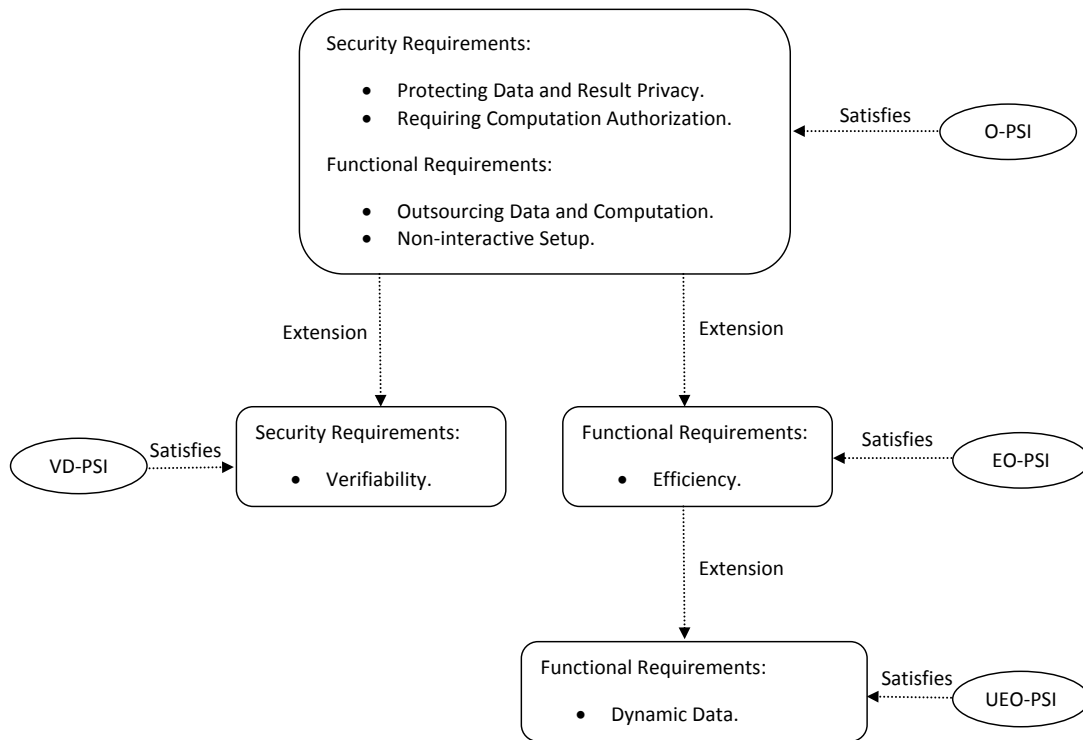 Security Requirements:
• Protecting Data and Result Privacy.
• Requiring Computation Authorization.
Functional Requirements:
• Outsourcing Data and Computation.
• Non-interactive Setup.
Satisfies
O-PSI
Extension
Extension
VD-PSI
Satisfies
Security Requirements:
• Verifiability.
Functional Requirements:
• Efficiency.
Satisfies
EO-PSI
Extension
Functional Requirements:
• Dynamic Data.
Satisfies
UEO-PSI